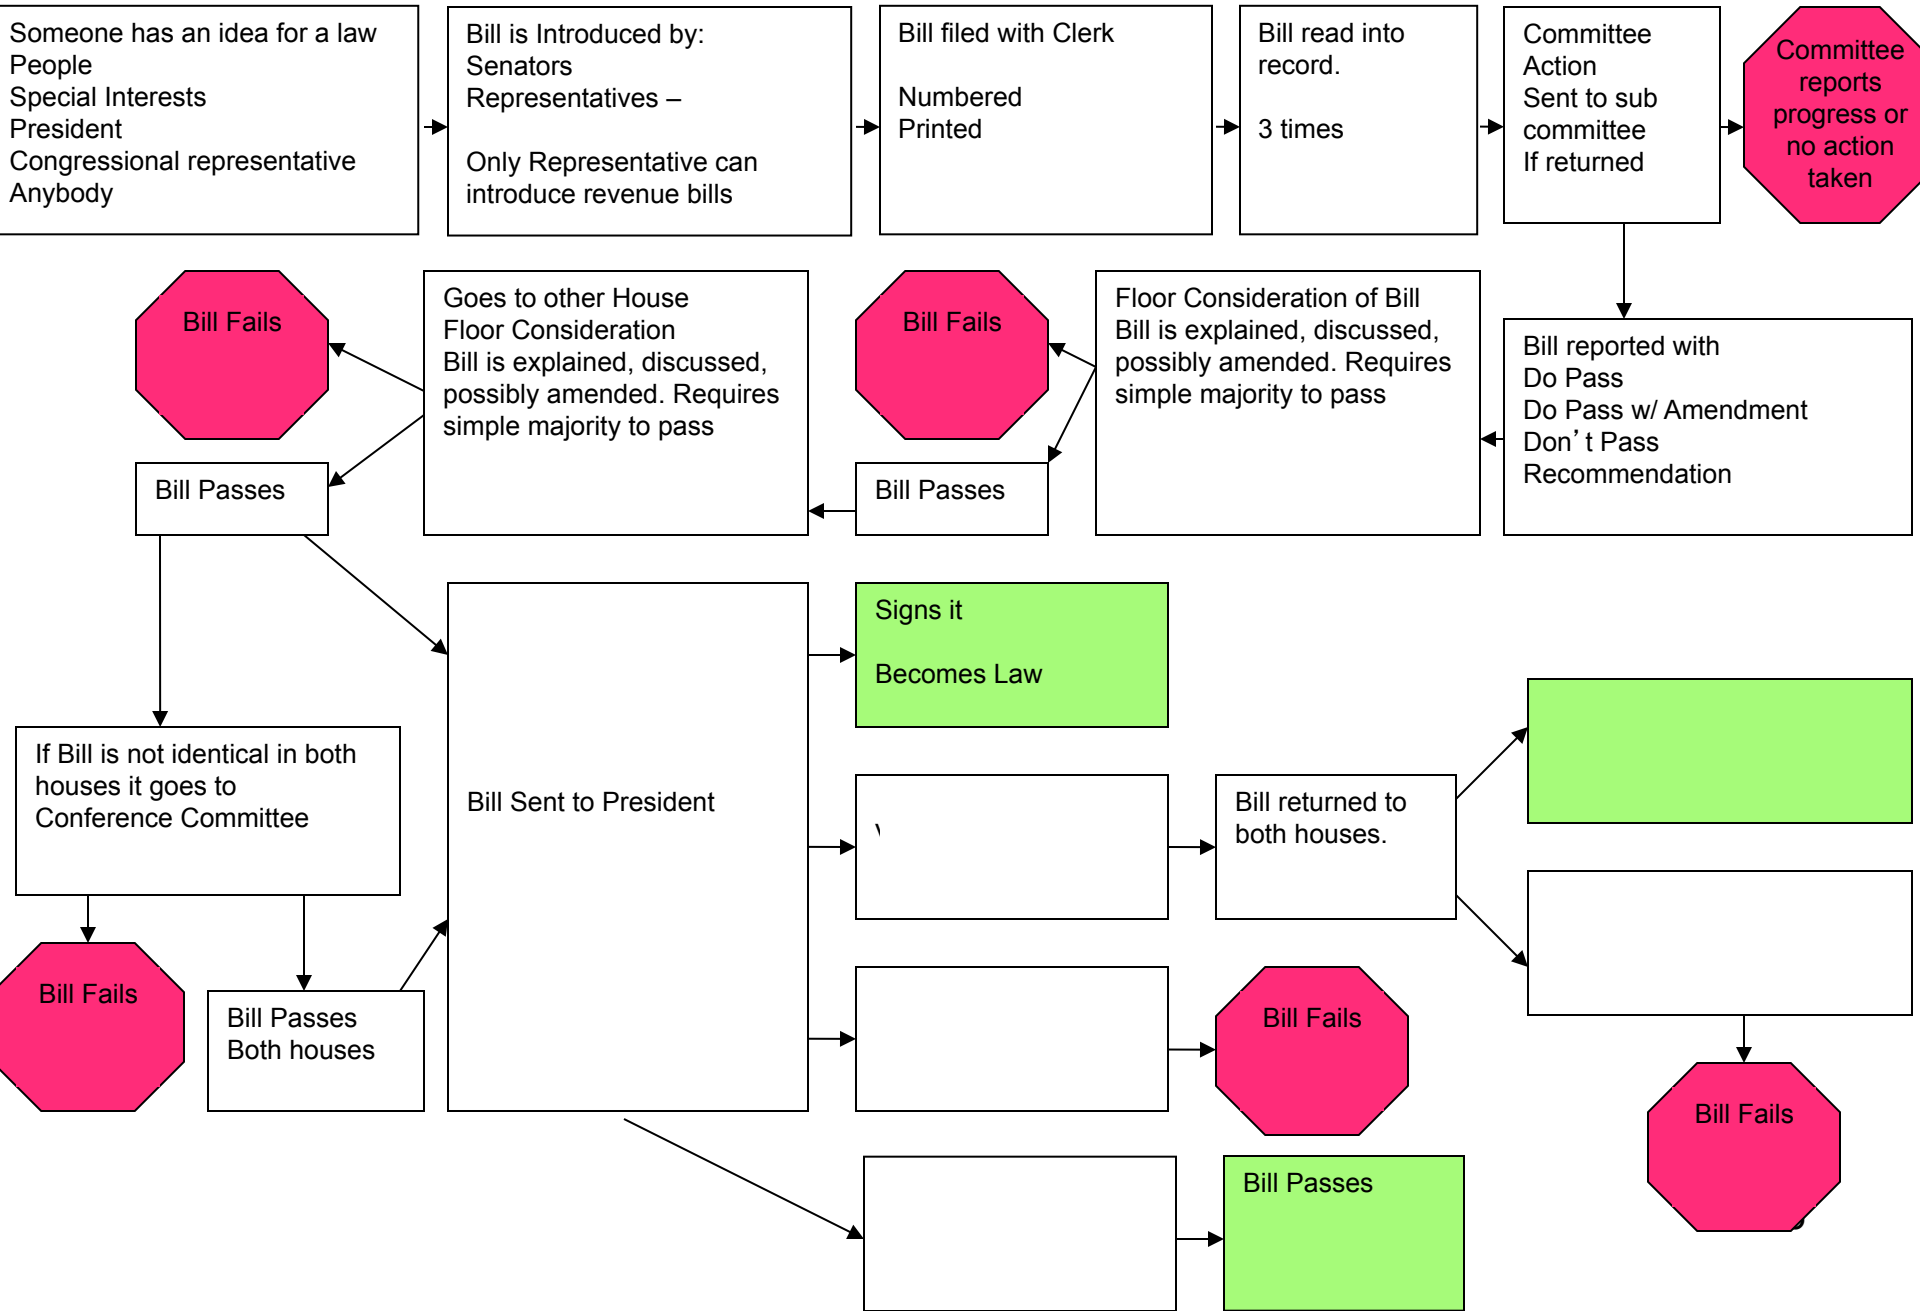 Someone has an idea for a law
People
Special Interests
President
Congressional representative
Anybody
Bill is Introduced by:
Senators
Representatives –
Only Representative can
introduce revenue bills
Bill filed with Clerk
Numbered
Printed
Bill read into
record.
3 times
Committee
Action
Sent to sub
committee
If returned
Committee
reports
progress or
no action
taken
Bill Fails
Goes to other House
Floor Consideration
Bill is explained, discussed,
possibly amended. Requires
simple majority to pass
Bill Fails
Floor Consideration of Bill
Bill is explained, discussed,
possibly amended. Requires
simple majority to pass
Bill reported with
Do Pass
Do Pass w/ Amendment
Don’t Pass
Recommendation
Bill Passes
Bill Passes
Signs it
Becomes Law
If Bill is not identical in both
houses it goes to
Conference Committee
Bill Sent to President
Bill returned to
both houses.
Bill Fails
Bill Passes
Both houses
Bill Fails
Bill Fails
Bill Passes